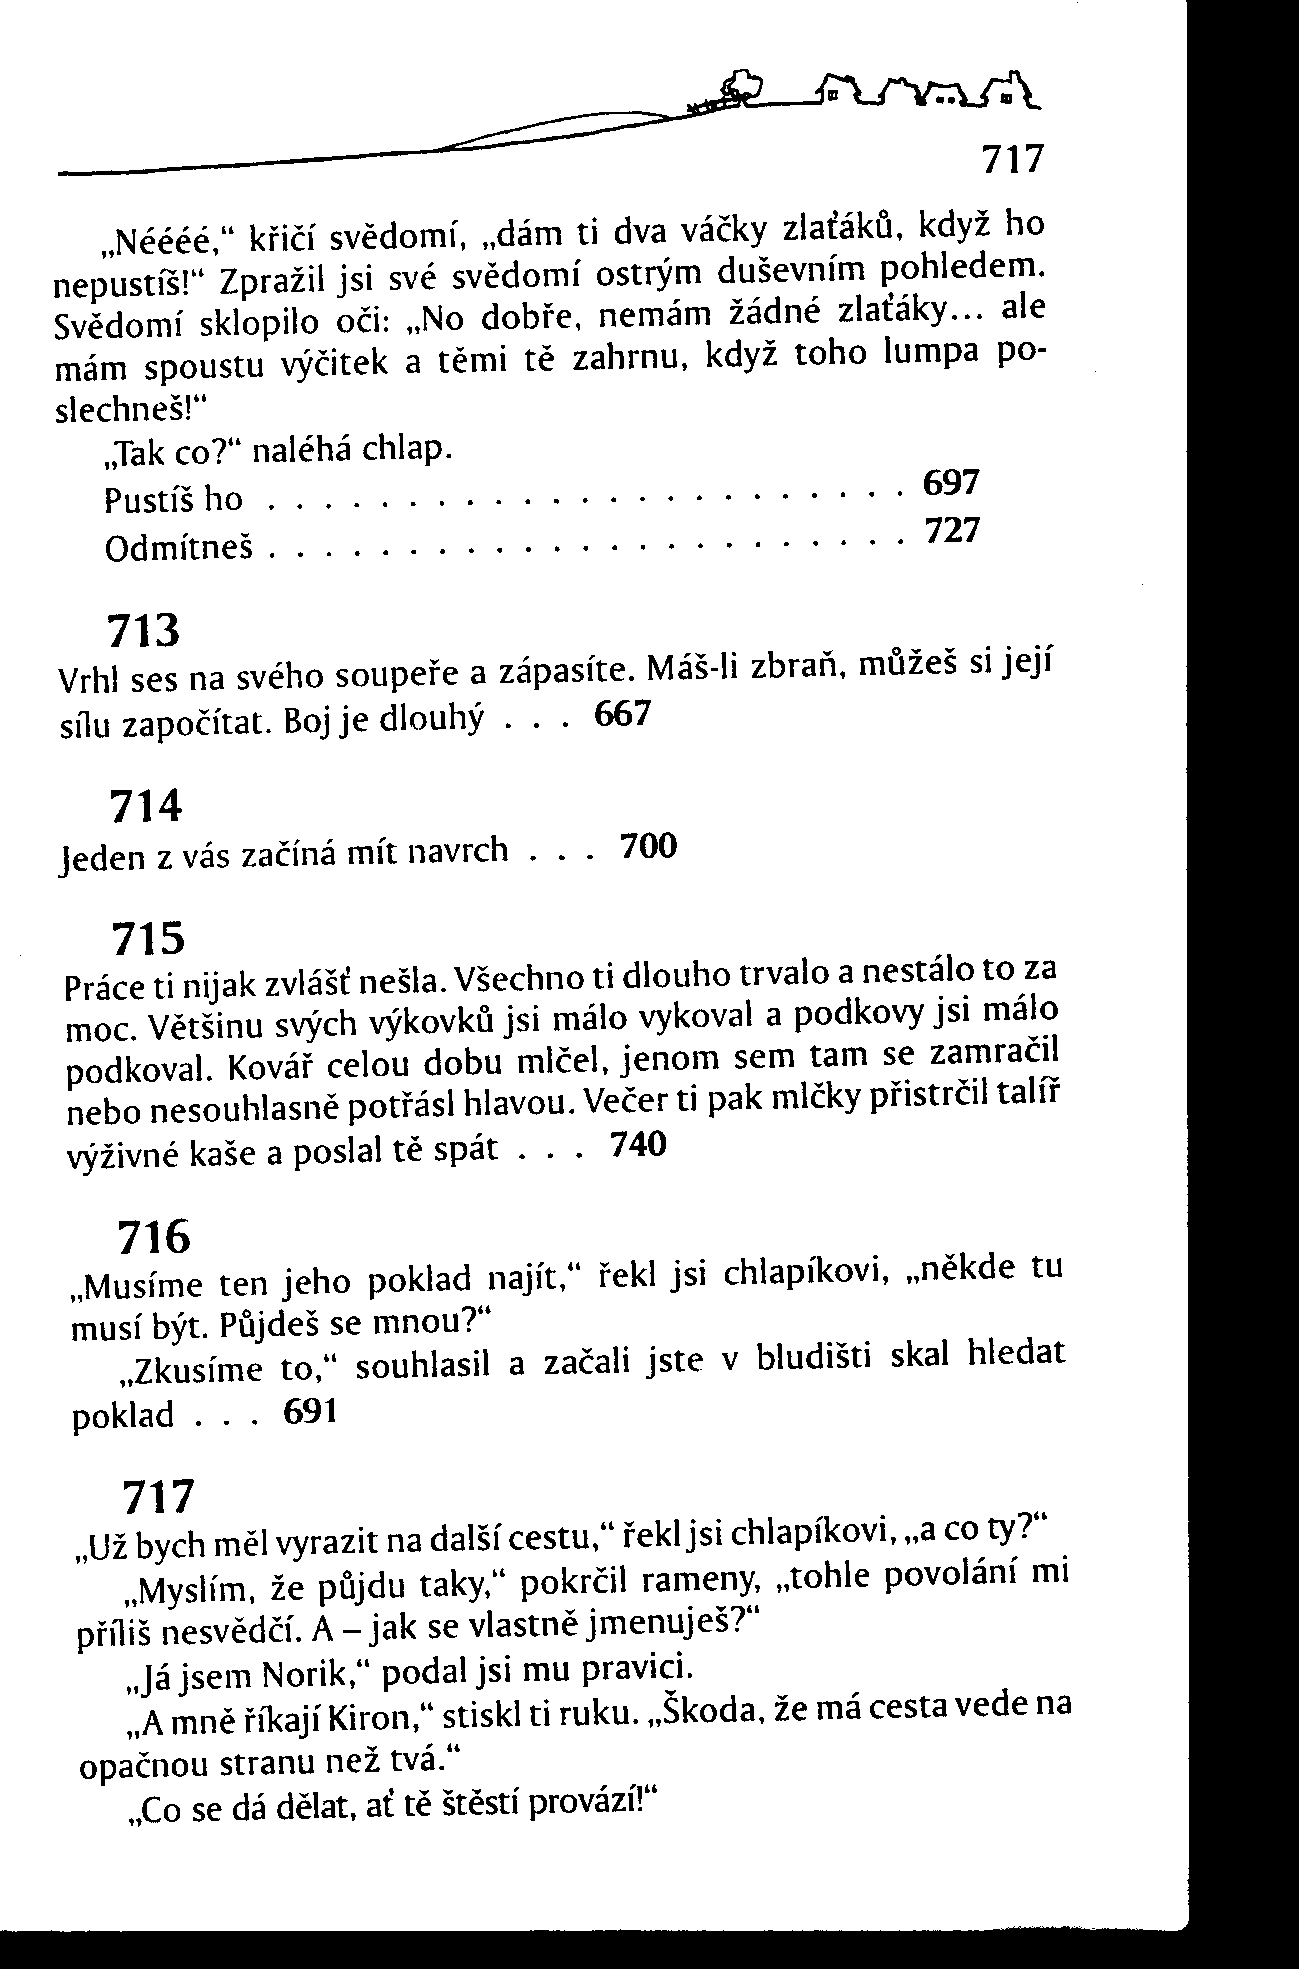 717
„Néééé,“ křičí svědomí, „dám ti dva váčky zlaťáků, když ho
nepustíš!“ Zpražil jsi své svědomí ostrým duševním pohledem.
Svědomí sklopilo oči: „No dobře, nemám žádné zlaťáky... ale
mám spoustu výčitek a těmi tě zahrnu, když toho lumpa po-
slechneš!“
„Tak co?“ naléhá chlap.
Pustíš ho . . . . . . . . . . . . . . . . . . . . . . . 697
Odmítneš . . . . . . . . . . . . . . . . . . . . . . . 727
713
Vrhl ses na svého soupeře a zápasíte. Máš-li zbraň, můžeš si její
sílu započítat. Boj je dlouhý . . . 667
714
Jeden z vás začíná mít navrch . . . 700
715
Práce ti nijak zvlášť nešla. Všechno ti dlouho trvalo a nestálo to za
moc. Většinu svých výkovků jsi málo vykoval a podkovy jsi málo
podkoval. Kovář celou dobu mlčel, jenom sem tam se zamračil
nebo nesouhlasně potřásl hlavou. Večer ti pak mlčky přistrčil talíř
výživné kaše a poslal tě spát . . . 740
716
„Musíme ten jeho poklad najít,“ řekl jsi chlapíkovi, „někde tu
musí být. Půjdeš se mnou?“
„Zkusíme to,“ souhlasil a začali jste v bludišti skal hledat
poklad . . . 691
717
„Už bych měl vyrazit na další cestu,“ řekl jsi chlapíkovi, „a co ty?“
„Myslím, že půjdu taky,“ pokrčil rameny, „tohle povolání mi
příliš nesvědčí. A – jak se vlastně jmenuješ?“
„Já jsem Norik,“ podal jsi mu pravici.
„A mně říkají Kiron,“ stiskl ti ruku. „Škoda, že má cesta vede na
opačnou stranu než tvá.“
„Co se dá dělat, ať tě štěstí provází!“